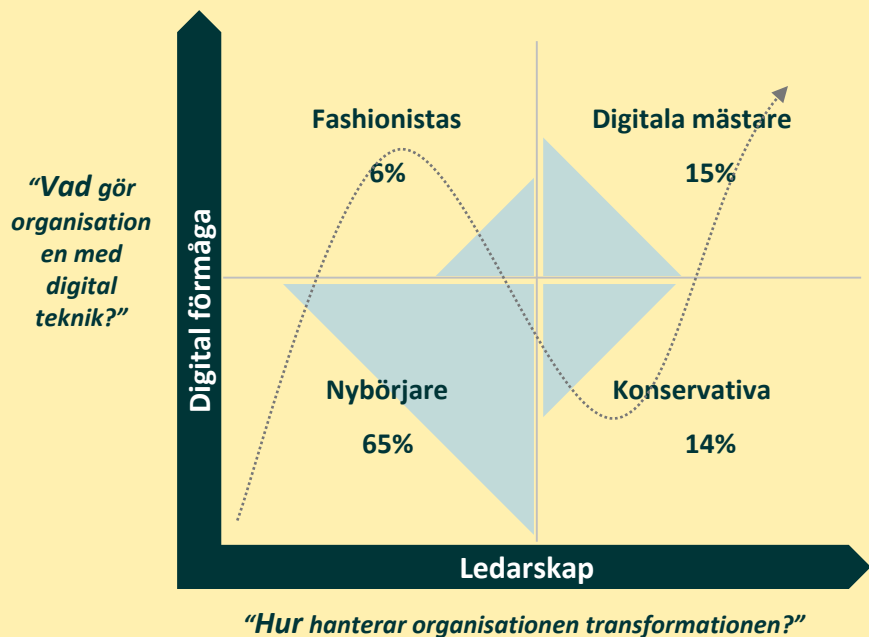 Fashionistas
6%
Digitala mästare
15%
“Vad gör
organisation
en med
digital
teknik?”
Digital förmåga
Nybörjare
65%
Konservativa
14%
Ledarskap
“Hur hanterar organisationen transformationen?”